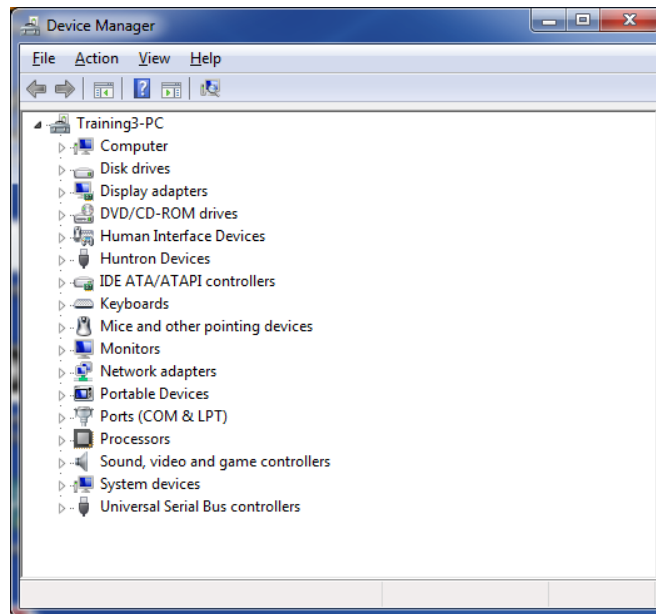 Device Manager
File Action View Help
Training3-PC
Computer
Disk drives
Display adapters
DVD/CD-ROM drives
Human Interface Devices
Huntron Devices
IDE ATA/ATAPI controllers
Keyboards
Mice and other pointing devices
Monitors
Network adapters
Portable Devices
Ports (COM & LPT)
Processors
Sound, video and game controllers
System devices
Universal Serial Bus controllers